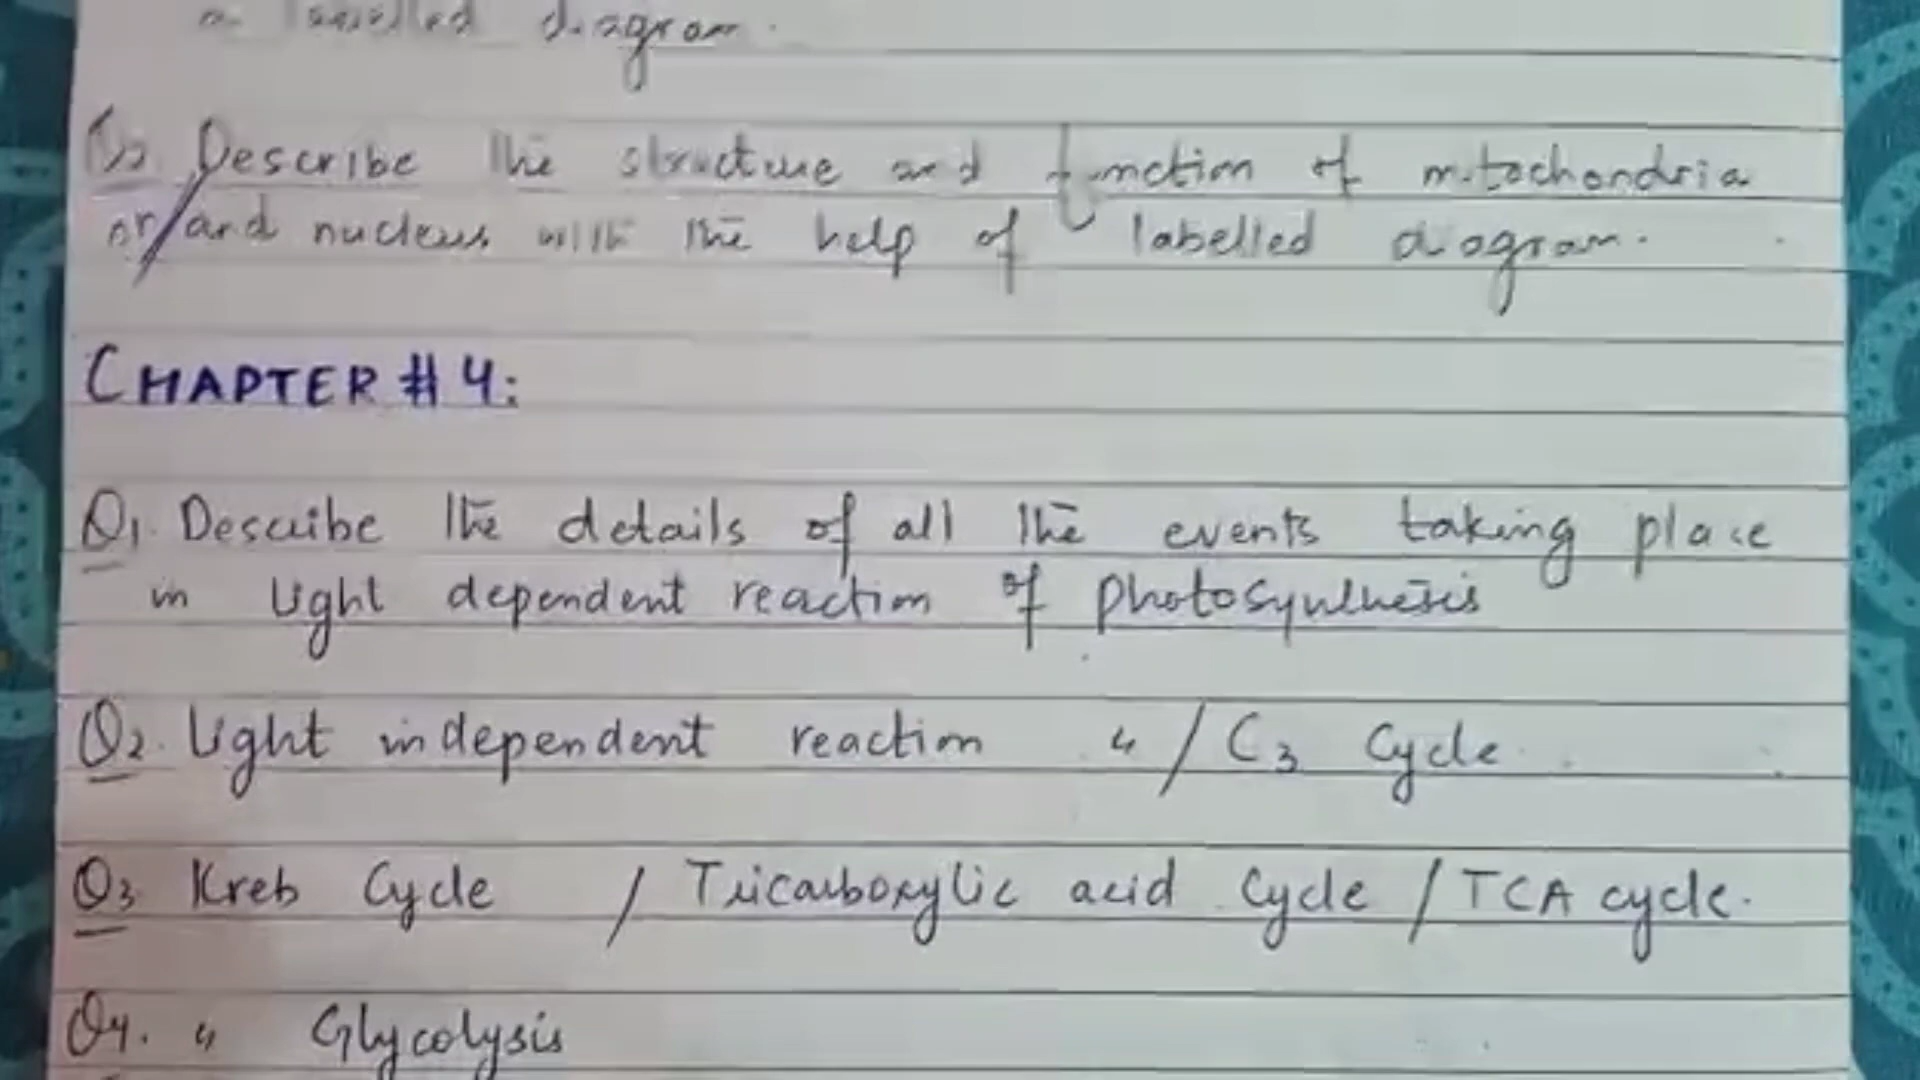 a labelled diagram.
Describe the structure and function of mitochondria
or/and nucleus with the help of labelled diagram.
CHAPTER # 4:
Q1. Describe the details of all the events taking place
in light dependent reaction of photosynthesis
Q2. Light independent reaction " / C3 Cycle.
Q3 Kreb Cycle / Tricarboxylic acid Cycle / TCA cycle.
Q4. " Glycolysis